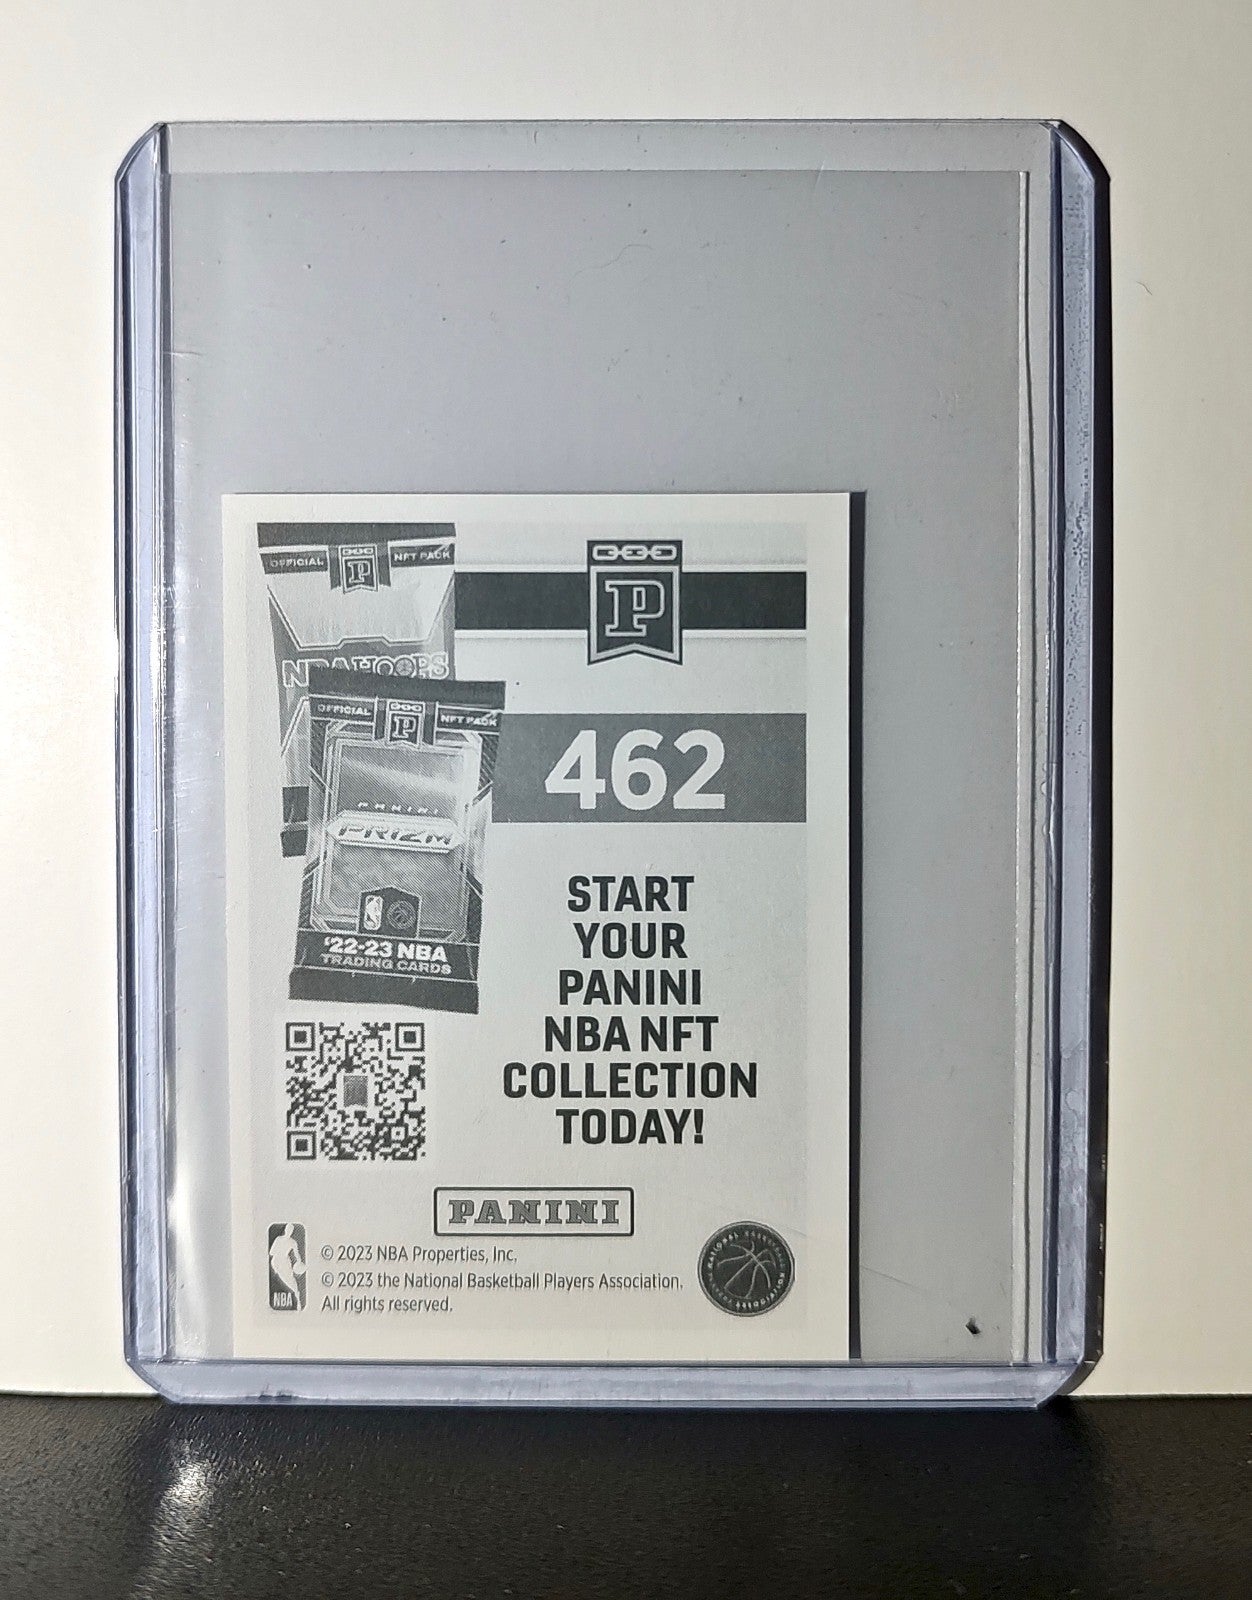 OFFICIAL NFT PACK
P
NBA HOOPS
OFFICIAL NFT PACK
P
PANINI
PRIZM
'22-23 NBA
TRADING CARDS
P
462
START
YOUR
PANINI
NBA NFT
COLLECTION
TODAY!
PANINI
NBA
© 2023 NBA Properties, Inc.
© 2023 the National Basketball Players Association.
All rights reserved.